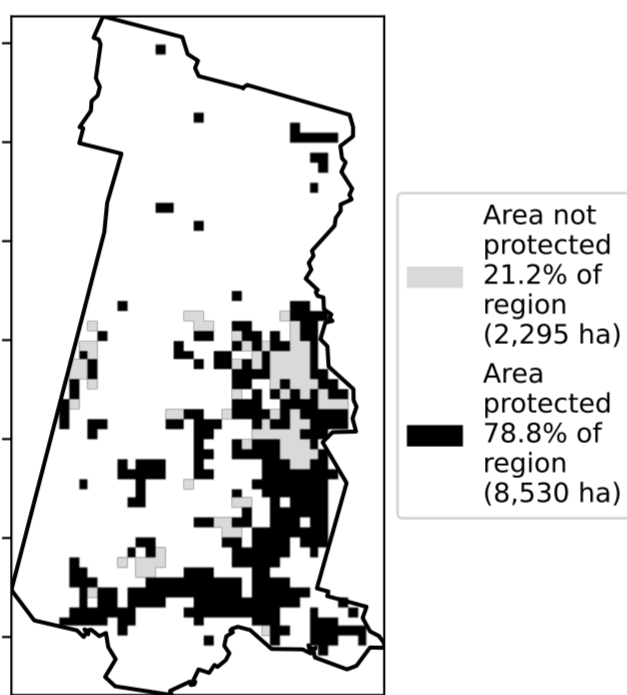 Area not
protected
21.2% of
region
(2,295 ha)
Area
protected
78.8% of
region
(8,530 ha)